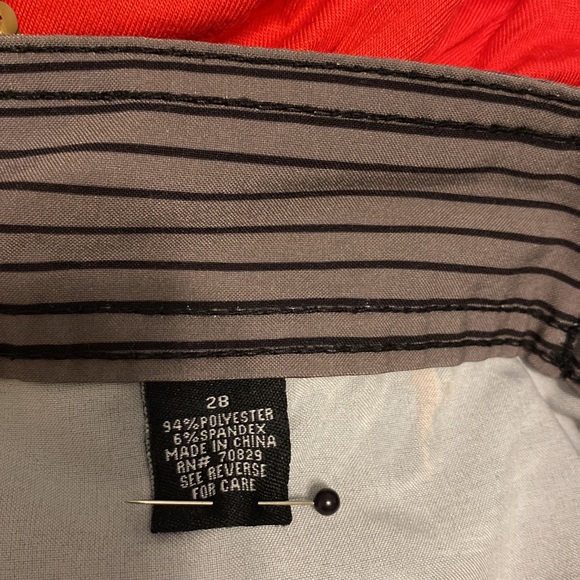 28
94%POLYESTER
6%SPANDEX
MADE IN CHINA
RN# 70829
SEE REVERSE
FOR CARE